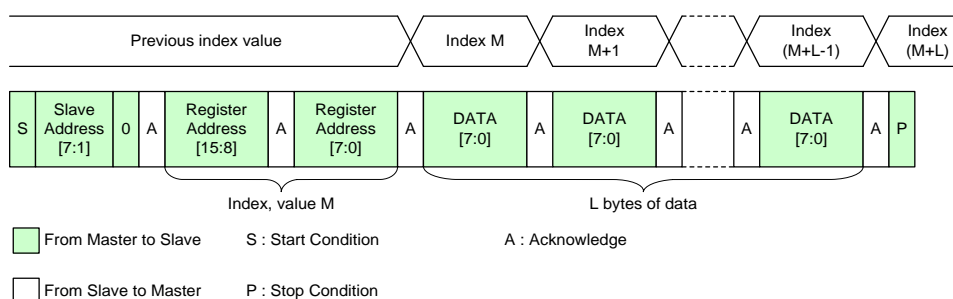 Previous index value
Index M
Index
M+1
Index
(M+L-1)
Index
(M+L)
S
Slave
Address
[7:1]
0
A
Register
Address
[15:8]
A
Register
Address
[7:0]
A
DATA
[7:0]
A
DATA
[7:0]
A
A
DATA
[7:0]
A
P
Index, value M
L bytes of data
From Master to Slave
S : Start Condition
A : Acknowledge
From Slave to Master
P : Stop Condition